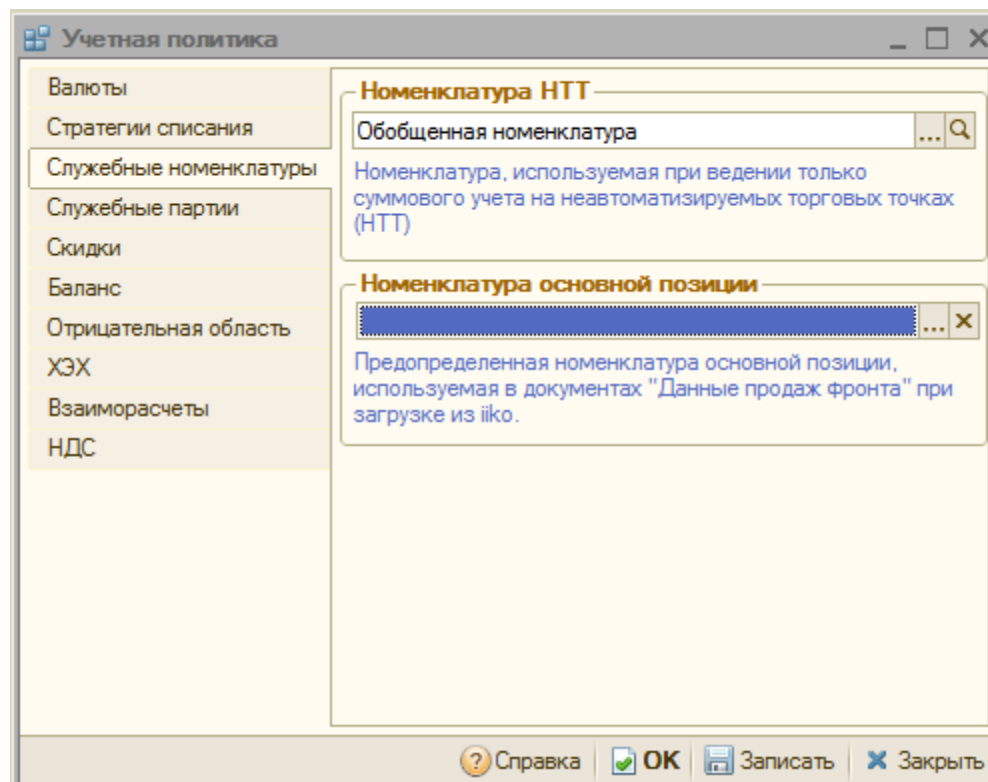 Учетная политика
Валюты
Стратегии списания
Служебные номенклатуры
Служебные партии
Скидки
Баланс
Отрицательная область
ХЭХ
Взаиморасчеты
НДС
Номенклатура НТТ
Обобщенная номенклатура
...
Номенклатура, используемая при ведении только
суммового учета на неавтоматизируемых торговых точках
(НТТ)
Номенклатура основной позиции
...
Предопределенная номенклатура основной позиции,
используемая в документах "Данные продаж фронта" при
загрузке из iiko.
Справка OK Записать Закрыть